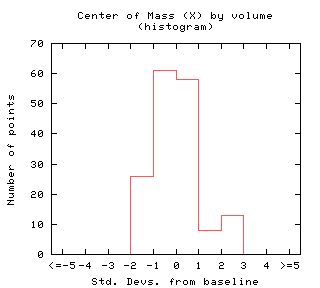 Center of Mass (X) by volume
(histogram)
70
60
50
40
30
20
10
0
Number of points
<=-5 -4 -3 -2 -1 0 1 2 3 4 >=5
Std. Devs. from baseline